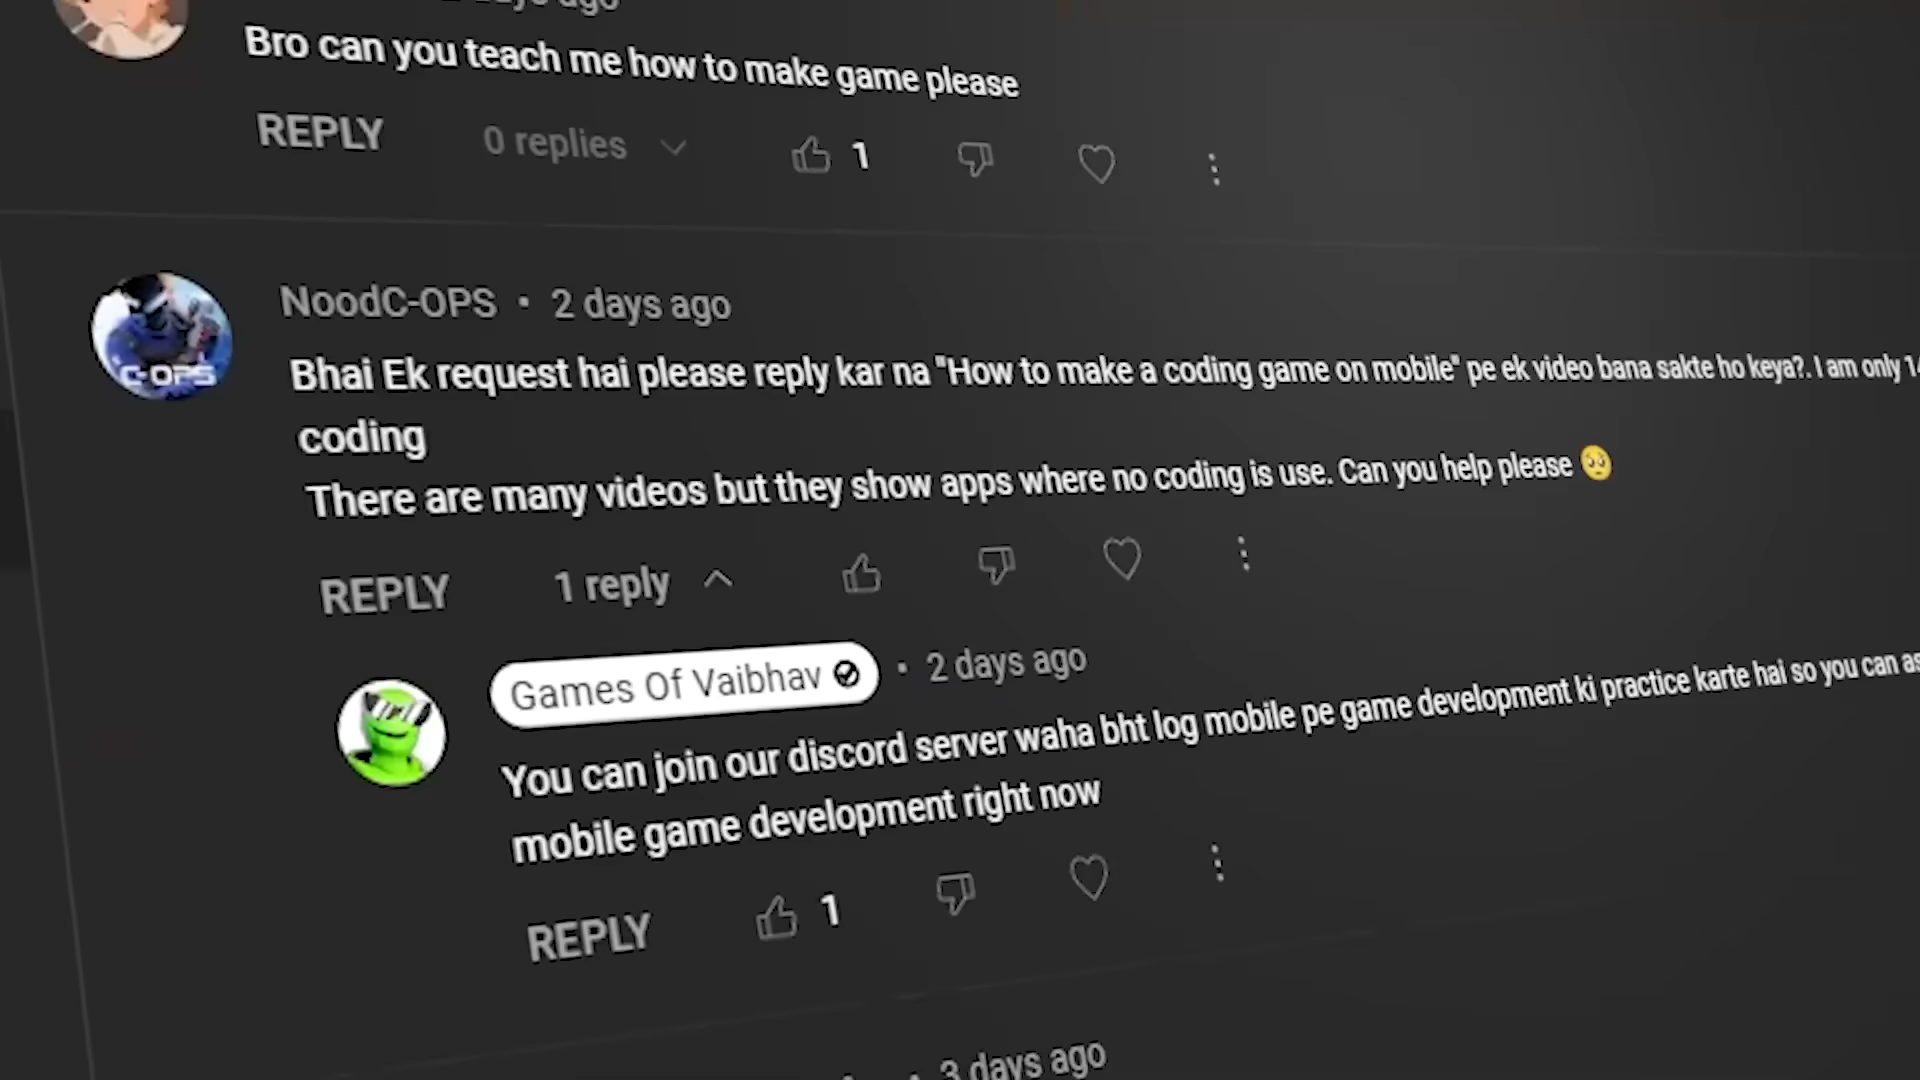 days ago
Bro can you teach me how to make game please
REPLY 0 replies 1
C-OPS
NoodC-OPS • 2 days ago
Bhai Ek request hai please reply kar na "How to make a coding game on mobile" pe ek video bana sakte ho keya?. I am only
coding
There are many videos but they show apps where no coding is use. Can you help please 🥺
REPLY 1 reply
Games Of Vaibhav • 2 days ago
You can join our discord server waha bht log mobile pe game development ki practice karte hai so you can
mobile game development right now
REPLY 1
3 days ago